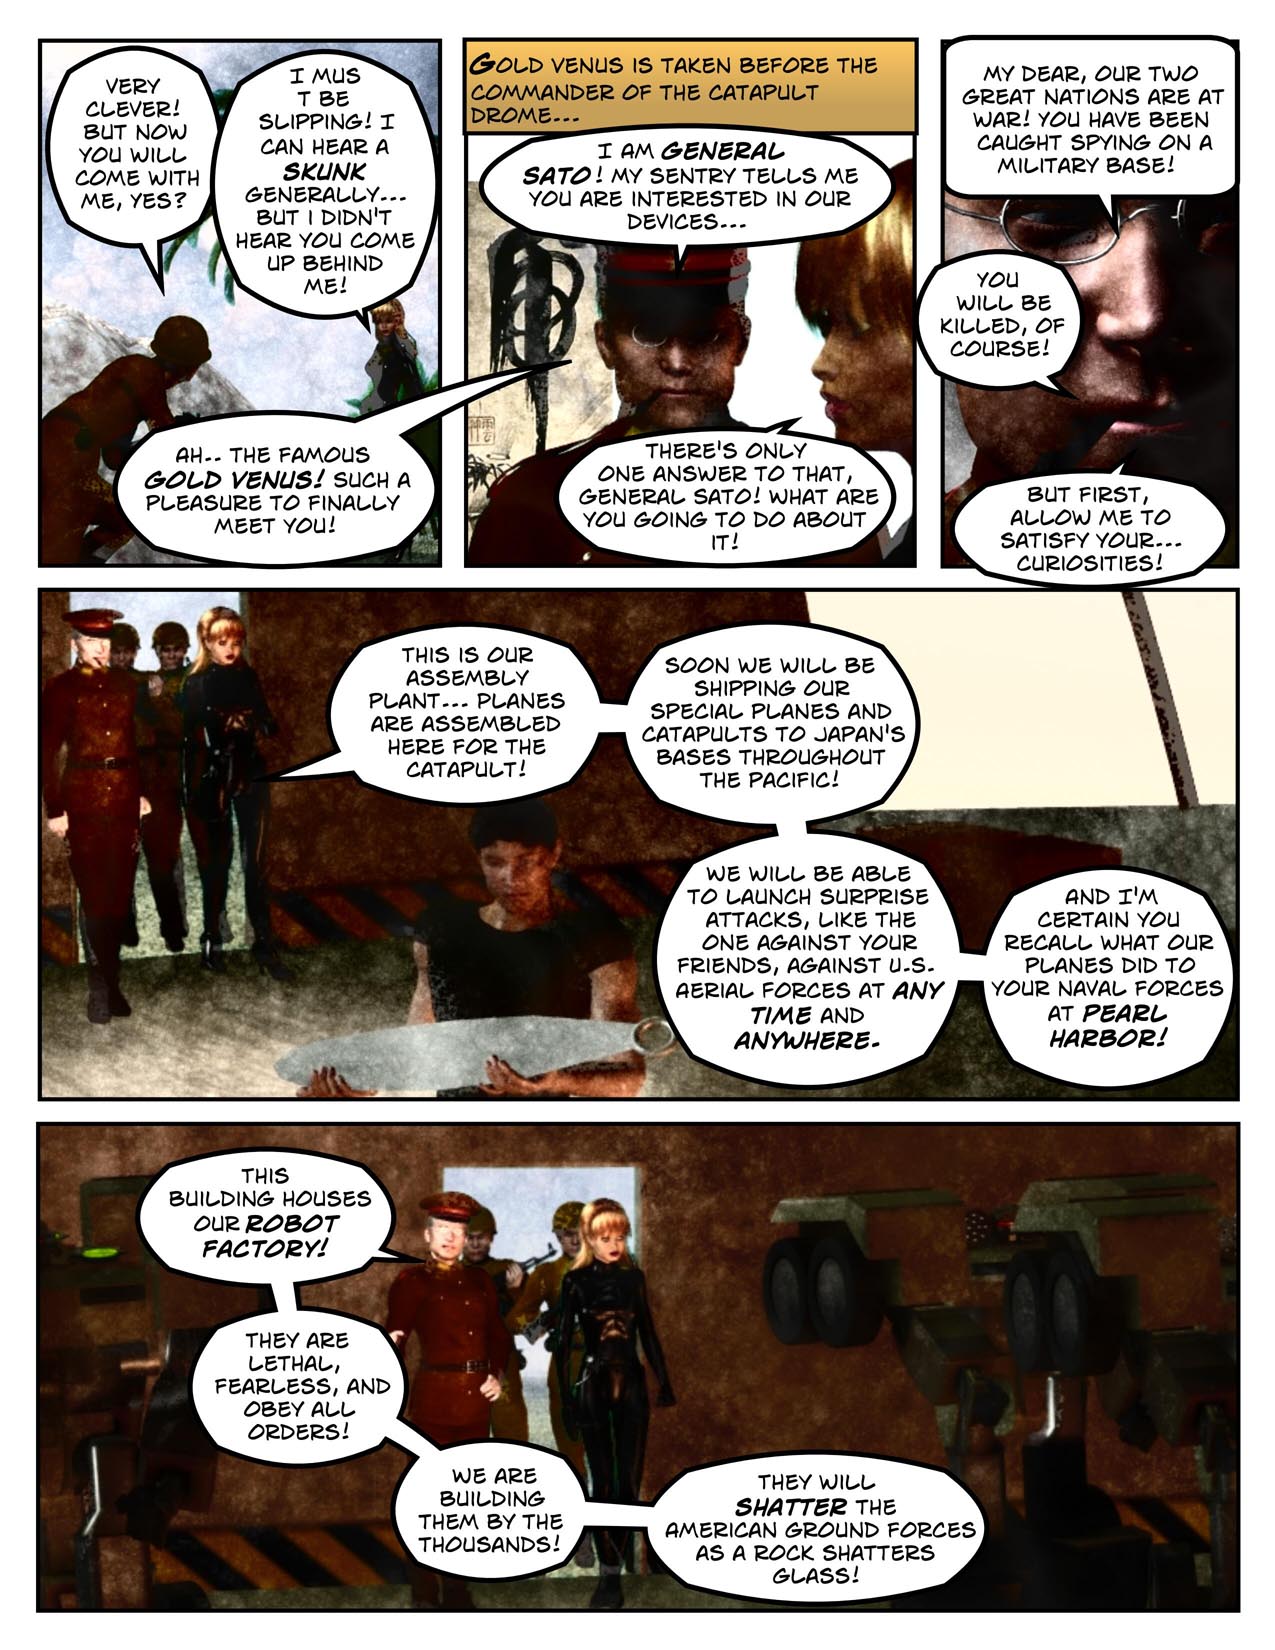 VERY
CLEVER!
BUT NOW
YOU WILL
COME WITH
ME, YES?
I MUS
T BE
SLIPPING! I
CAN HEAR A
SKUNK
GENERALLY...
BUT I DIDN'T
HEAR YOU COME
UP BEHIND
ME!
GOLD VENUS IS TAKEN BEFORE THE
COMMANDER OF THE CATAPULT
DROME...
I AM GENERAL
SATO! MY SENTRY TELLS ME
YOU ARE INTERESTED IN OUR
DEVICES...
AH.. THE FAMOUS
GOLD VENUS! SUCH A
PLEASURE TO FINALLY
MEET YOU!
THERE'S ONLY
ONE ANSWER TO THAT,
GENERAL SATO! WHAT ARE
YOU GOING TO DO ABOUT
IT!
MY DEAR, OUR TWO
GREAT NATIONS ARE AT
WAR! YOU HAVE BEEN
CAUGHT SPYING ON A
MILITARY BASE!
YOU
WILL BE
KILLED, OF
COURSE!
BUT FIRST,
ALLOW ME TO
SATISFY YOUR...
CURIOSITIES!
THIS IS OUR
ASSEMBLY
PLANT... PLANES
ARE ASSEMBLED
HERE FOR THE
CATAPULT!
SOON WE WILL BE
SHIPPING OUR
SPECIAL PLANES AND
CATAPULTS TO JAPAN'S
BASES THROUGHOUT
THE PACIFIC!
WE WILL BE ABLE
TO LAUNCH SURPRISE
ATTACKS, LIKE THE
ONE AGAINST YOUR
FRIENDS, AGAINST U.S.
AERIAL FORCES AT ANY
TIME AND
ANYWHERE.
AND I'M
CERTAIN YOU
RECALL WHAT OUR
PLANES DID TO
YOUR NAVAL FORCES
AT PEARL
HARBOR!
THIS
BUILDING HOUSES
OUR ROBOT
FACTORY!
THEY ARE
LETHAL,
FEARLESS, AND
OBEY ALL
ORDERS!
WE ARE
BUILDING
THEM BY THE
THOUSANDS!
THEY WILL
SHATTER THE
AMERICAN GROUND FORCES
AS A ROCK SHATTERS
GLASS!